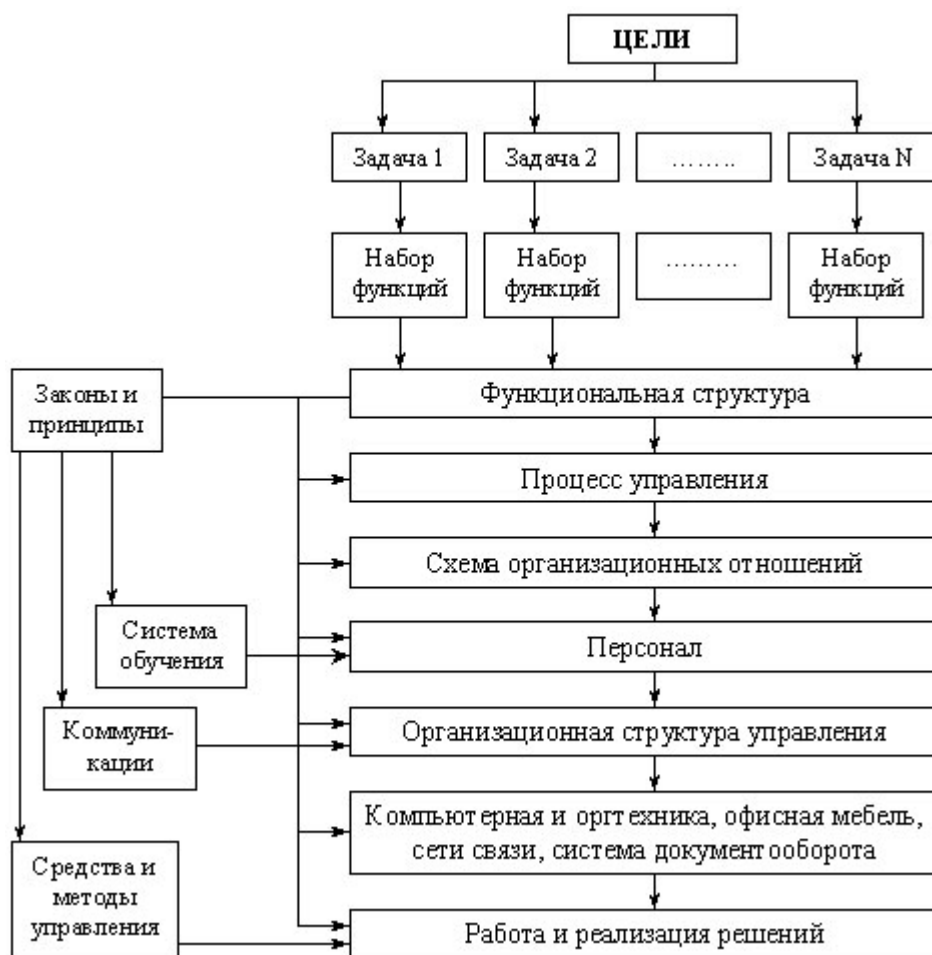 ЦЕЛИ
Задача 1
Задача 2
........
Задача N
Набор
функций
Набор
функций
.........
Набор
функций
Законы и
принципы
Функциональная структура
Процесс управления
Схема организационных отношений
Система
обучения
Персонал
Коммуни-
кации
Организационная структура управления
Компьютерная и оргтехника, офисная мебель,
сети связи, система документооборота
Средства и
методы
управления
Работа и реализация решений